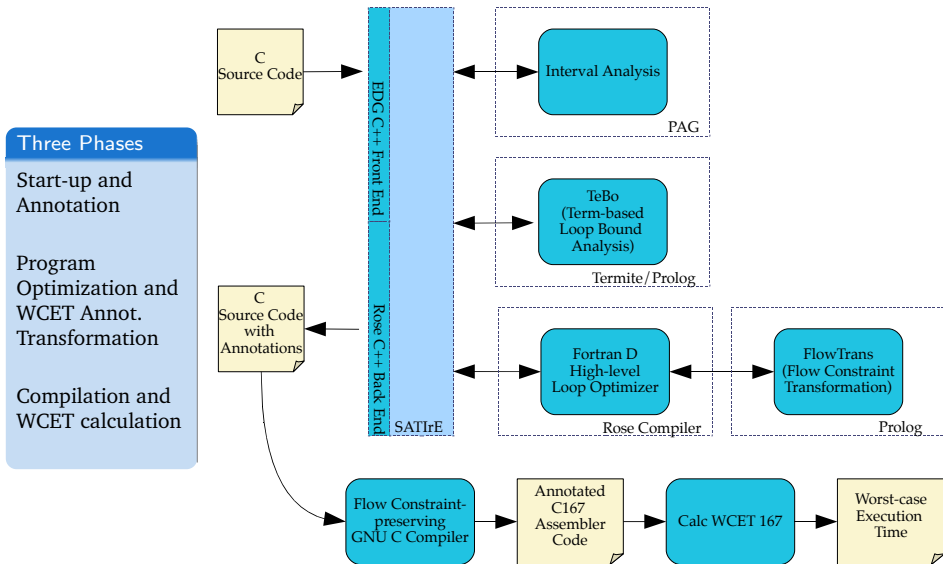 C
Source Code
EDG C++ Front End
Interval Analysis
PAG
Three Phases
Start-up and
Annotation
Program
Optimization and
WCET Annot.
Transformation
Compilation and
WCET calculation
TeBo
(Term-based
Loop Bound
Analysis)
Termite/Prolog
C
Source Code
with
Annotations
Rose C++ Back End
SATIrE
Fortran D
High-level
Loop Optimizer
Rose Compiler
FlowTrans
(Flow Constraint
Transformation)
Prolog
Flow Constraint-
preserving
GNU C Compiler
Annotated
C167
Assembler
Code
Calc WCET 167
Worst-case
Execution
Time